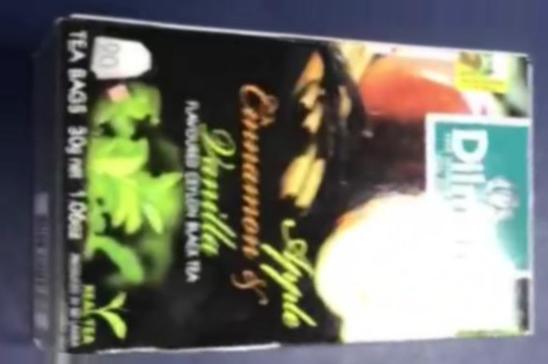 Dilmah
Apple
Cinnamon &
Vanilla
FLAVOURED CEYLON BLACK TEA
20
TEA BAGS 30g net 1.06oz
REAL TEA